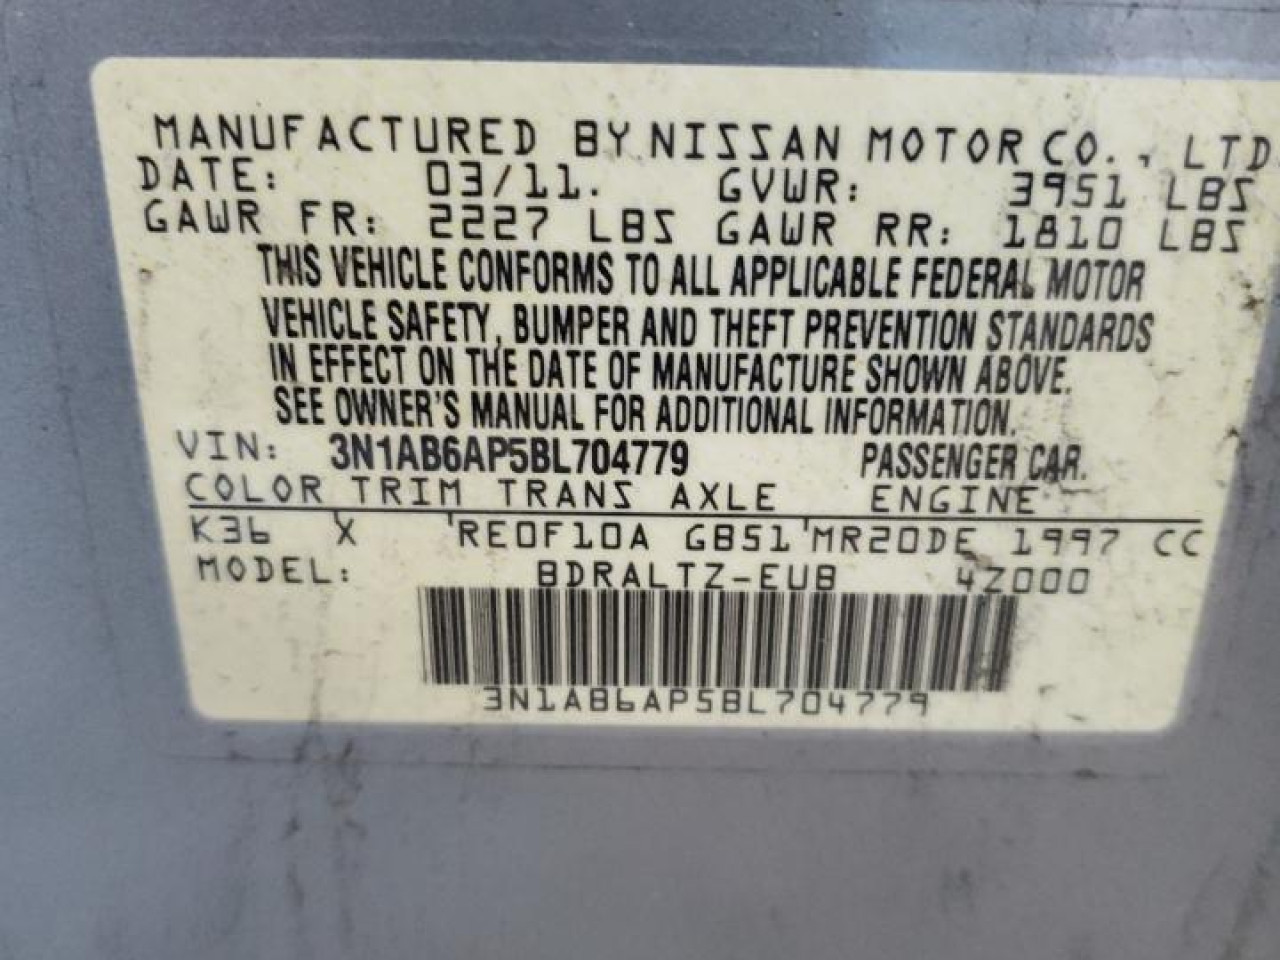 MANUFACTURED BY NISSAN MOTOR CO., LTD
DATE: 03/11. GVWR: 3951 LBS
GAWR FR: 2227 LBS GAWR RR: 1810 LBS
THIS VEHICLE CONFORMS TO ALL APPLICABLE FEDERAL MOTOR
VEHICLE SAFETY, BUMPER AND THEFT PREVENTION STANDARDS
IN EFFECT ON THE DATE OF MANUFACTURE SHOWN ABOVE.
SEE OWNER'S MANUAL FOR ADDITIONAL INFORMATION.
VIN: 3N1AB6AP5BL704779 PASSENGER CAR.
COLOR TRIM TRANS AXLE ENGINE
K36 X RE0F10A GB51 MR20DE 1997 CC
MODEL: BDRALTZ-EUB 4Z000
3N1AB6AP5BL704779